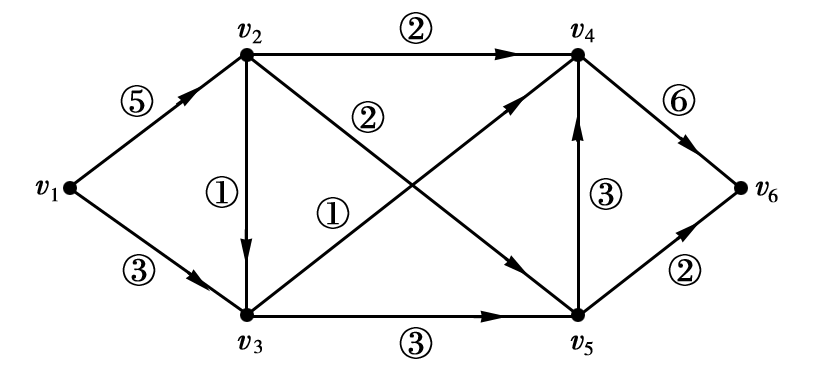 v2 ② v4
⑤ ② ⑥
v1 ① ① ③ v6
③ ②
v3 ③ v5